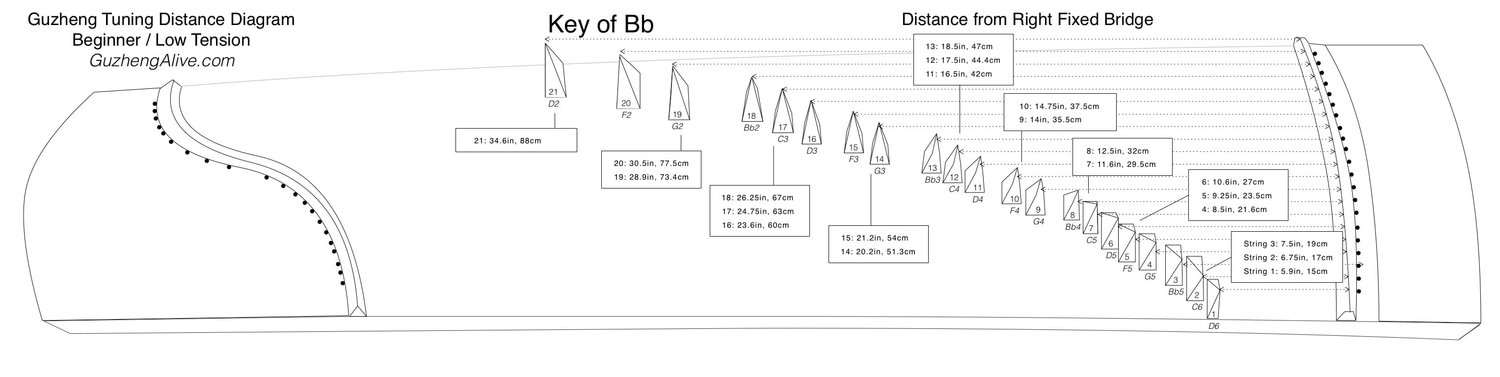 Guzheng Tuning Distance Diagram
Beginner / Low Tension
GuzhengAlive.com
Key of Bb
Distance from Right Fixed Bridge
21
D2
21: 34.6in, 88cm
20
F2
19
G2
20: 30.5in, 77.5cm
19: 28.9in, 73.4cm
18
Bb2
17
C3
16
D3
18: 26.25in, 67cm
17: 24.75in, 63cm
16: 23.6in, 60cm
15
F3
14
G3
15: 21.2in, 54cm
14: 20.2in, 51.3cm
13: 18.5in, 47cm
12: 17.5in, 44.4cm
11: 16.5in, 42cm
13
Bb3
12
C4
11
D4
10: 14.75in, 37.5cm
9: 14in, 35.5cm
10
F4
9
G4
8: 12.5in, 32cm
7: 11.6in, 29.5cm
8
Bb4
7
C5
6: 10.6in, 27cm
5: 9.25in, 23.5cm
4: 8.5in, 21.6cm
6
D5
5
F5
4
G5
String 3: 7.5in, 19cm
String 2: 6.75in, 17cm
String 1: 5.9in, 15cm
3
Bb5
2
C6
1
D6